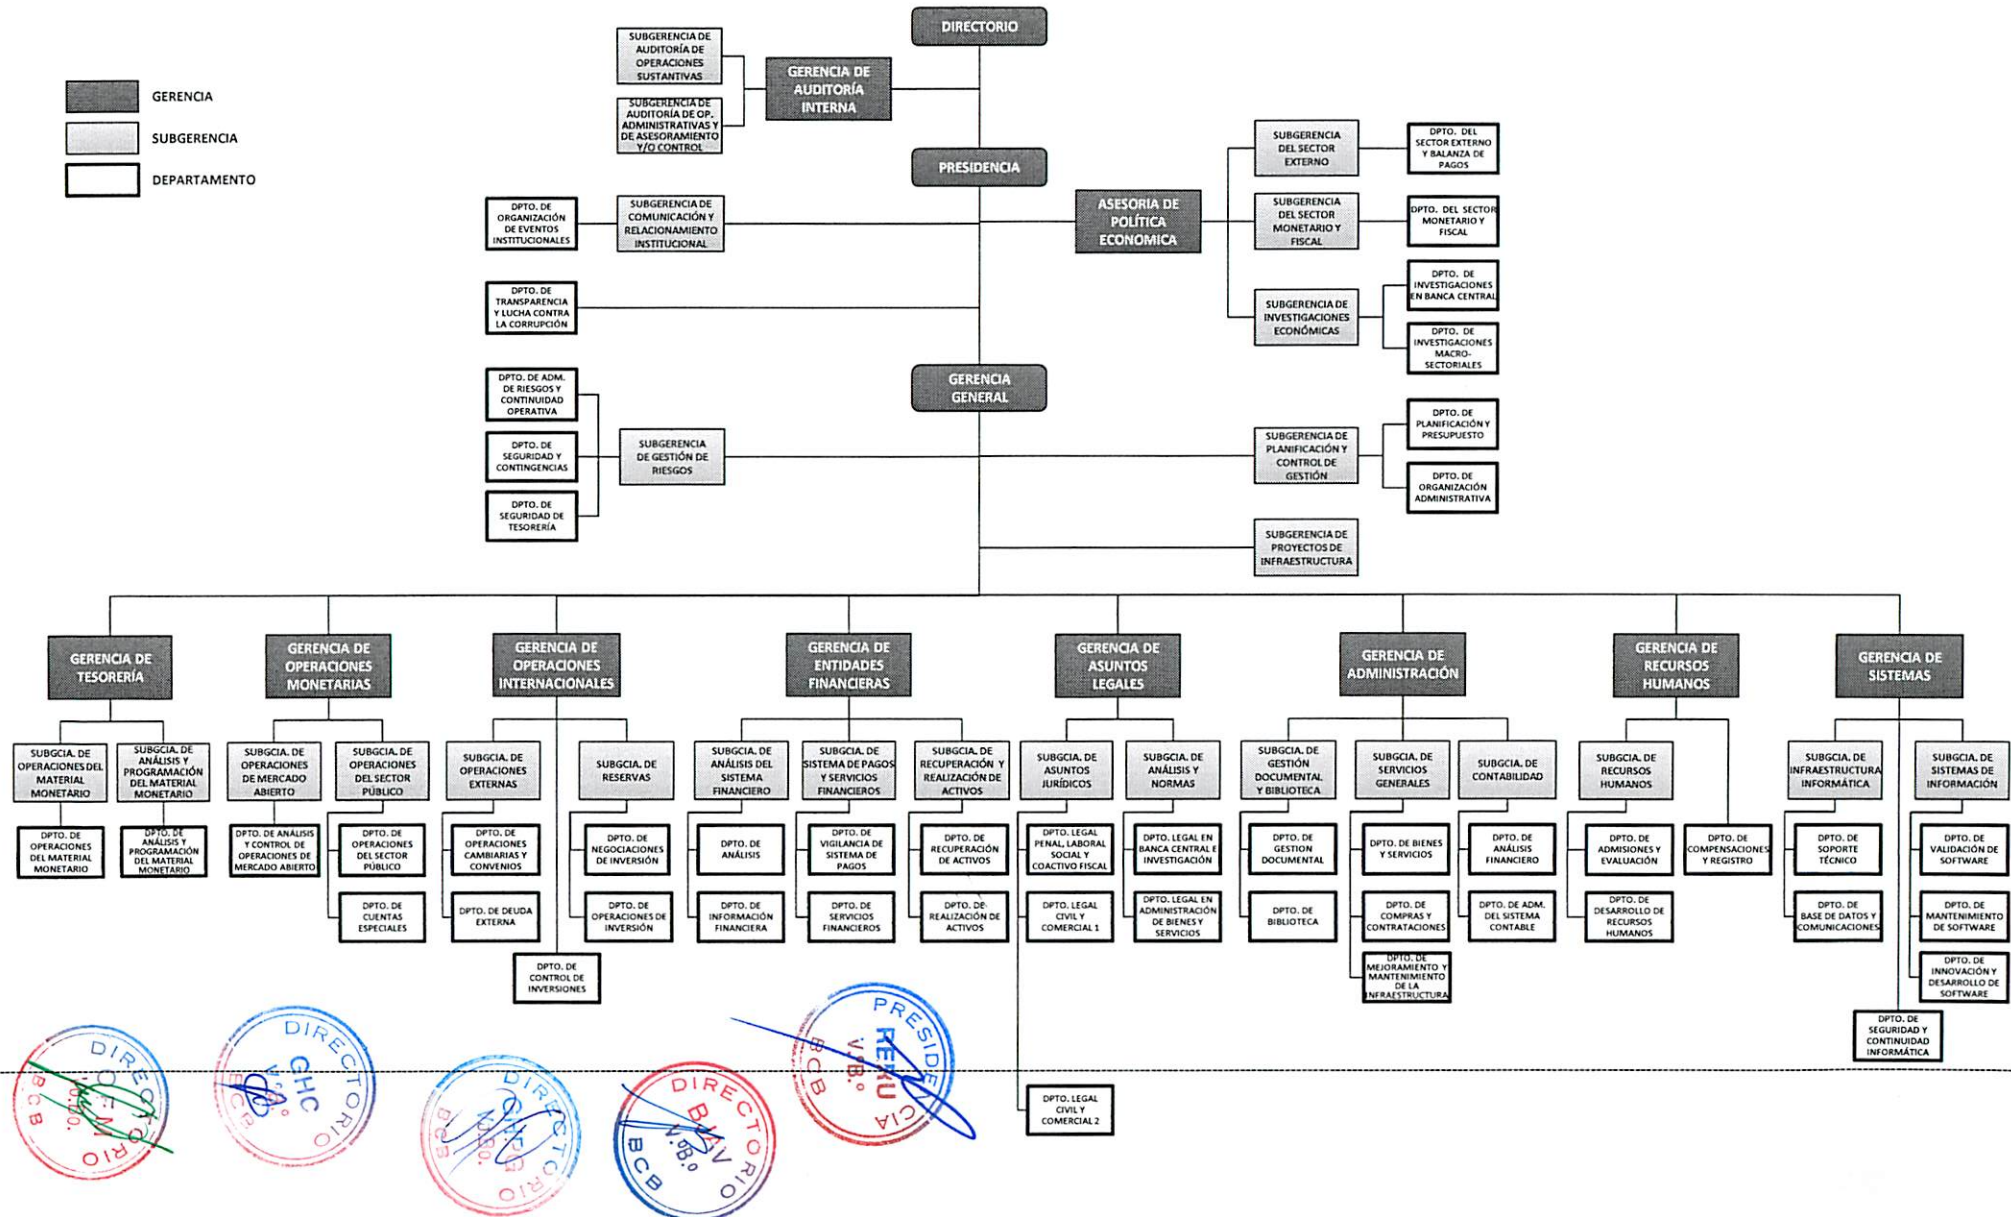 DIRECTORIO
SUBGERENCIA DE
AUDITORÍA DE
OPERACIONES
SUSTANTIVAS
GERENCIA DE
AUDITORÍA
INTERNA
SUBGERENCIA DE
AUDITORÍA DE OP.
ADMINISTRATIVAS Y
DE ASESORAMIENTO
Y/O CONTROL
GERENCIA
SUBGERENCIA
DEPARTAMENTO
PRESIDENCIA
SUBGERENCIA
DEL SECTOR
EXTERNO
DPTO. DEL
SECTOR EXTERNO
Y BALANZA DE
PAGOS
DPTO. DE
ORGANIZACIÓN
DE EVENTOS
INSTITUCIONALES
SUBGERENCIA DE
COMUNICACIÓN Y
RELACIONAMIENTO
INSTITUCIONAL
ASESORIA DE
POLÍTICA
ECONOMICA
SUBGERENCIA
DEL SECTOR
MONETARIO Y
FISCAL
DPTO. DEL SECTOR
MONETARIO Y
FISCAL
DPTO. DE
TRANSPARENCIA
Y LUCHA CONTRA
LA CORRUPCIÓN
SUBGERENCIA DE
INVESTIGACIONES
ECONÓMICAS
DPTO. DE
INVESTIGACIONES
EN BANCA CENTRAL
DPTO. DE
INVESTIGACIONES
MACRO-
SECTORIALES
GERENCIA
GENERAL
DPTO. DE ADM.
DE RIESGOS Y
CONTINUIDAD
OPERATIVA
DPTO. DE
SEGURIDAD Y
CONTINGENCIAS
DPTO. DE
SEGURIDAD DE
TESORERÍA
SUBGERENCIA
DE GESTIÓN DE
RIESGOS
SUBGERENCIA DE
PLANIFICACIÓN Y
CONTROL DE
GESTIÓN
DPTO. DE
PLANIFICACIÓN Y
PRESUPUESTO
DPTO. DE
ORGANIZACIÓN
ADMINISTRATIVA
SUBGERENCIA DE
PROYECTOS DE
INFRAESTRUCTURA
GERENCIA DE
TESORERÍA
GERENCIA DE
OPERACIONES
MONETARIAS
GERENCIA DE
OPERACIONES
INTERNACIONALES
GERENCIA DE
ENTIDADES
FINANCIERAS
GERENCIA DE
ASUNTOS
LEGALES
GERENCIA DE
ADMINISTRACIÓN
GERENCIA DE
RECURSOS
HUMANOS
GERENCIA DE
SISTEMAS
SUBGCIA. DE
OPERACIONES DEL
MATERIAL
MONETARIO
SUBGCIA. DE
ANÁLISIS Y
PROGRAMACIÓN
DEL MATERIAL
MONETARIO
SUBGCIA. DE
OPERACIONES
DE MERCADO
ABIERTO
SUBGCIA. DE
OPERACIONES
DEL SECTOR
PÚBLICO
SUBGCIA. DE
OPERACIONES
EXTERNAS
SUBGCIA. DE
RESERVAS
SUBGCIA. DE
ANÁLISIS DEL
SISTEMA
FINANCIERO
SUBGCIA. DE
SISTEMA DE PAGOS
Y SERVICIOS
FINANCIEROS
SUBGCIA. DE
RECUPERACIÓN Y
REALIZACIÓN DE
ACTIVOS
SUBGCIA. DE
ASUNTOS
JURÍDICOS
SUBGCIA. DE
ANÁLISIS Y
NORMAS
SUBGCIA. DE
GESTIÓN
DOCUMENTAL
Y BIBLIOTECA
SUBGCIA. DE
SERVICIOS
GENERALES
SUBGCIA. DE
CONTABILIDAD
SUBGCIA. DE
RECURSOS
HUMANOS
SUBGCIA. DE
INFRAESTRUCTURA
INFORMÁTICA
SUBGCIA. DE
SISTEMAS DE
INFORMACIÓN
DPTO. DE
OPERACIONES
DEL MATERIAL
MONETARIO
DPTO. DE
ANÁLISIS Y
PROGRAMACIÓN
DEL MATERIAL
MONETARIO
DPTO. DE ANÁLISIS
Y CONTROL DE
OPERACIONES DE
MERCADO ABIERTO
DPTO. DE
OPERACIONES
DEL SECTOR
PÚBLICO
DPTO. DE
OPERACIONES
CAMBIARIAS Y
CONVENIOS
DPTO. DE
NEGOCIACIONES
DE INVERSIÓN
DPTO. DE
ANÁLISIS
DPTO. DE
VIGILANCIA DE
SISTEMA DE
PAGOS
DPTO. DE
RECUPERACIÓN
DE ACTIVOS
DPTO. LEGAL
PENAL, LABORAL
SOCIAL Y
COACTIVO FISCAL
DPTO. LEGAL EN
BANCA CENTRAL E
INVESTIGACIÓN
DPTO. DE
GESTION
DOCUMENTAL
DPTO. DE BIENES
Y SERVICIOS
DPTO. DE
ANÁLISIS
FINANCIERO
DPTO. DE
ADMISIONES Y
EVALUACIÓN
DPTO. DE
COMPENSACIONES
Y REGISTRO
DPTO. DE
SOPORTE
TÉCNICO
DPTO. DE
VALIDACIÓN DE
SOFTWARE
DPTO. DE
CUENTAS
ESPECIALES
DPTO. DE DEUDA
EXTERNA
DPTO. DE
OPERACIONES DE
INVERSIÓN
DPTO. DE
INFORMACIÓN
FINANCIERA
DPTO. DE
SERVICIOS
FINANCIEROS
DPTO. DE
REALIZACIÓN DE
ACTIVOS
DPTO. LEGAL
CIVIL Y
COMERCIAL 1
DPTO. LEGAL EN
ADMINISTRACIÓN
DE BIENES Y
SERVICIOS
DPTO. DE
BIBLIOTECA
DPTO. DE
COMPRAS Y
CONTRATACIONES
DPTO. DE ADM.
DEL SISTEMA
CONTABLE
DPTO. DE
DESARROLLO DE
RECURSOS
HUMANOS
DPTO. DE
BASE DE DATOS Y
COMUNICACIONES
DPTO. DE
MANTENIMIENTO
DE SOFTWARE
DPTO. DE
CONTROL DE
INVERSIONES
DPTO. DE
MEJORAMIENTO Y
MANTENIMIENTO
DE LA
INFRAESTRUCTURA
DPTO. DE
INNOVACIÓN Y
DESARROLLO DE
SOFTWARE
DPTO. DE
SEGURIDAD Y
CONTINUIDAD
INFORMÁTICA
DPTO. LEGAL
CIVIL Y
COMERCIAL 2
DIRECTORIO
V.ºB.º
BCB
DIRECTORIO
GHC
V.ºB.º
BCB
DIRECTORIO
V.ºB.º
BCB
DIRECTORIO
V.ºB.º
BCB
PRESIDENCIA
V.ºB.º
BCB